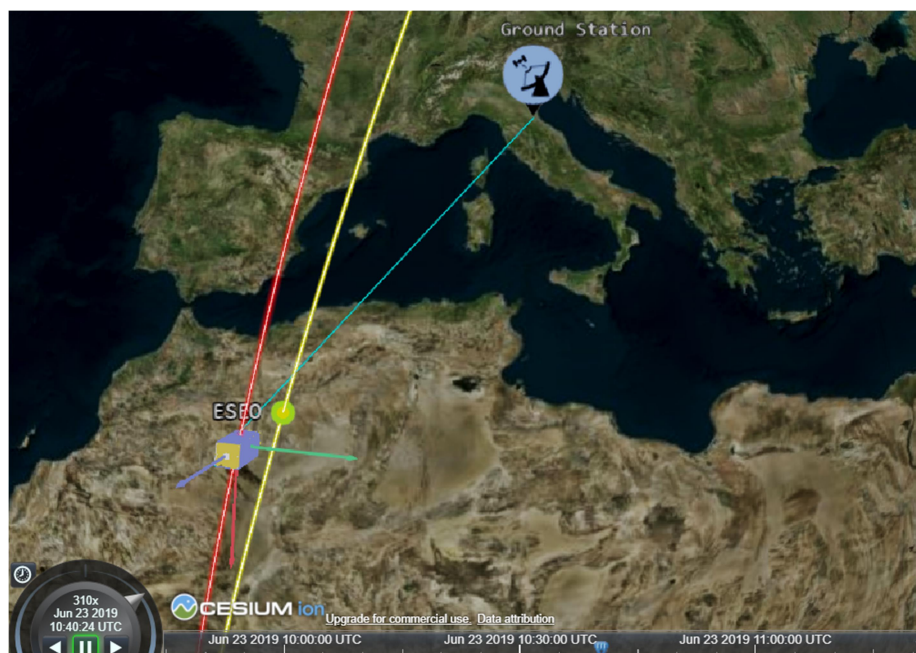 Ground Station
ESEO
310x
Jun 23 2019
10:40:24 UTC
CESIUM ion
Upgrade for commercial use. Data attribution
Jun 23 2019 10:00:00 UTC
Jun 23 2019 10:30:00 UTC
Jun 23 2019 11:00:00 UTC